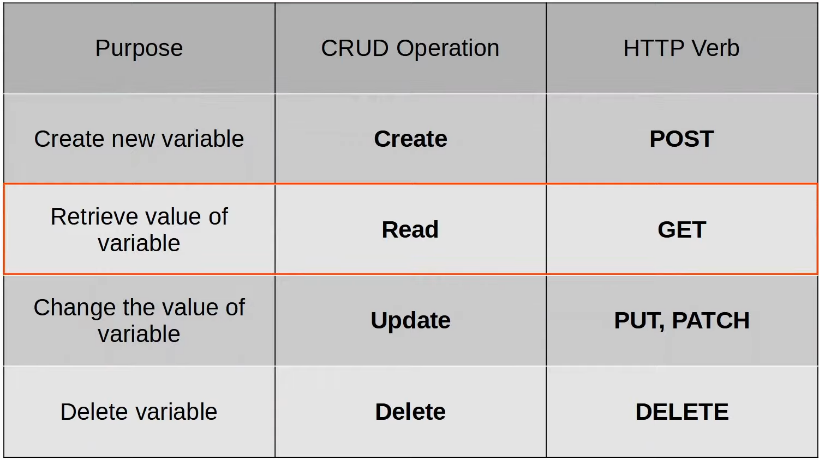 Purpose CRUD Operation HTTP Verb
Create new variable Create POST
Retrieve value of
variable Read GET
Change the value of
variable Update PUT, PATCH
Delete variable Delete DELETE